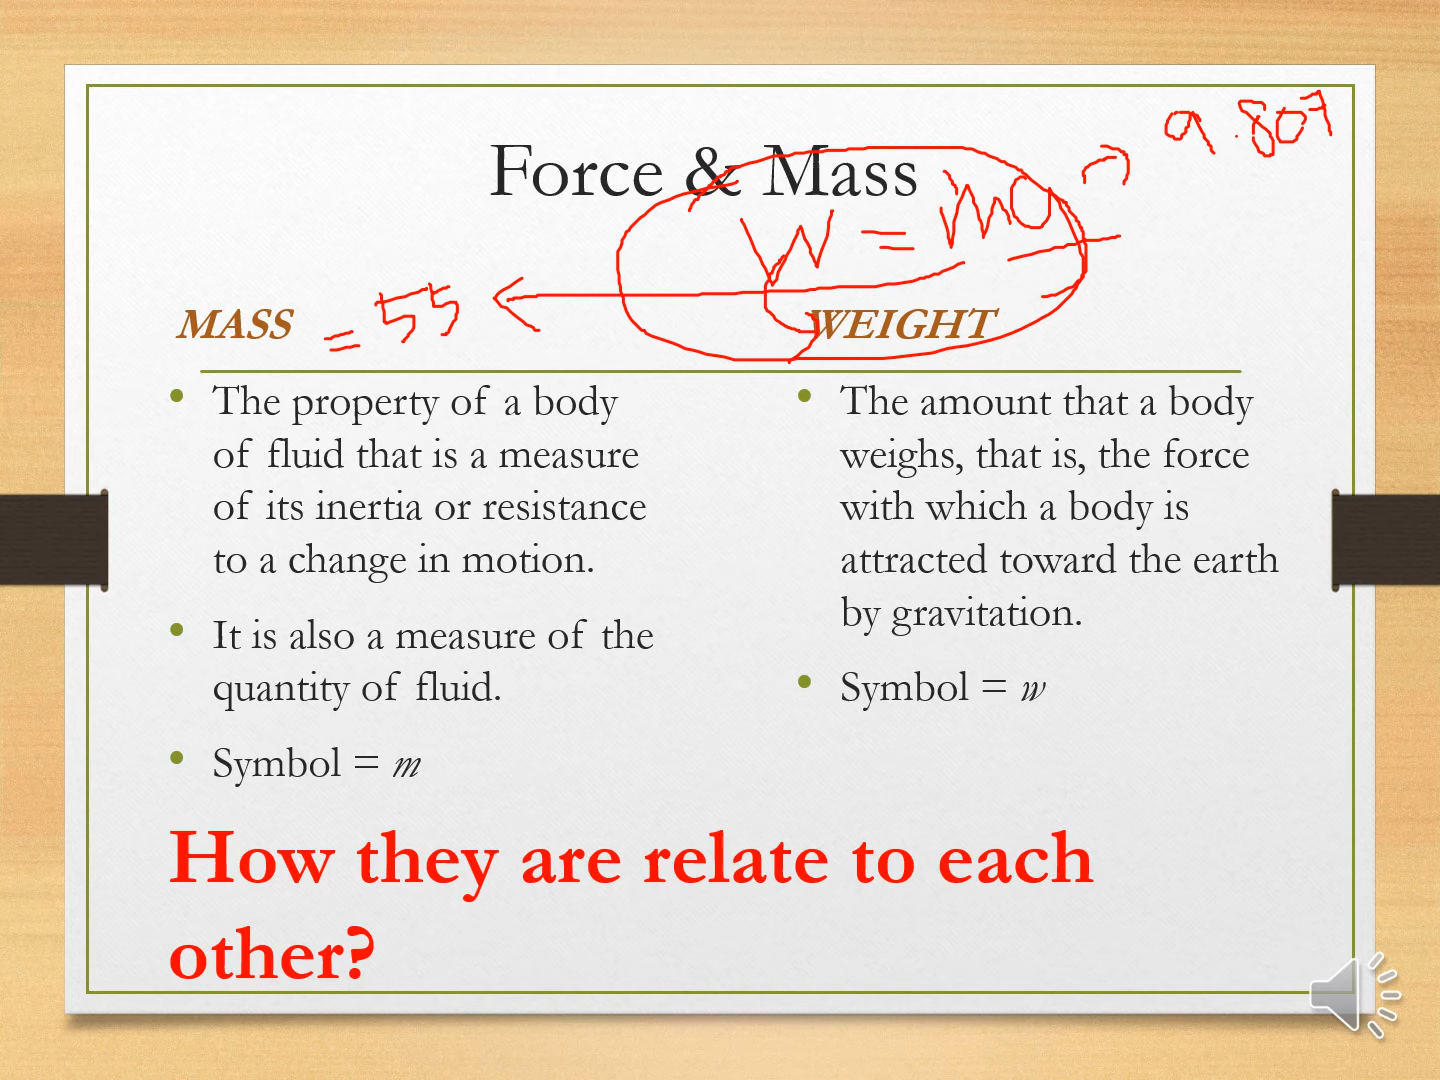 9.807
Force & Mass
W = m
MASS
= 55
WEIGHT
• The property of a body
of fluid that is a measure
of its inertia or resistance
to a change in motion.
• It is also a measure of the
quantity of fluid.
• Symbol = m
• The amount that a body
weighs, that is, the force
with which a body is
attracted toward the earth
by gravitation.
• Symbol = w
How they are relate to each
other?